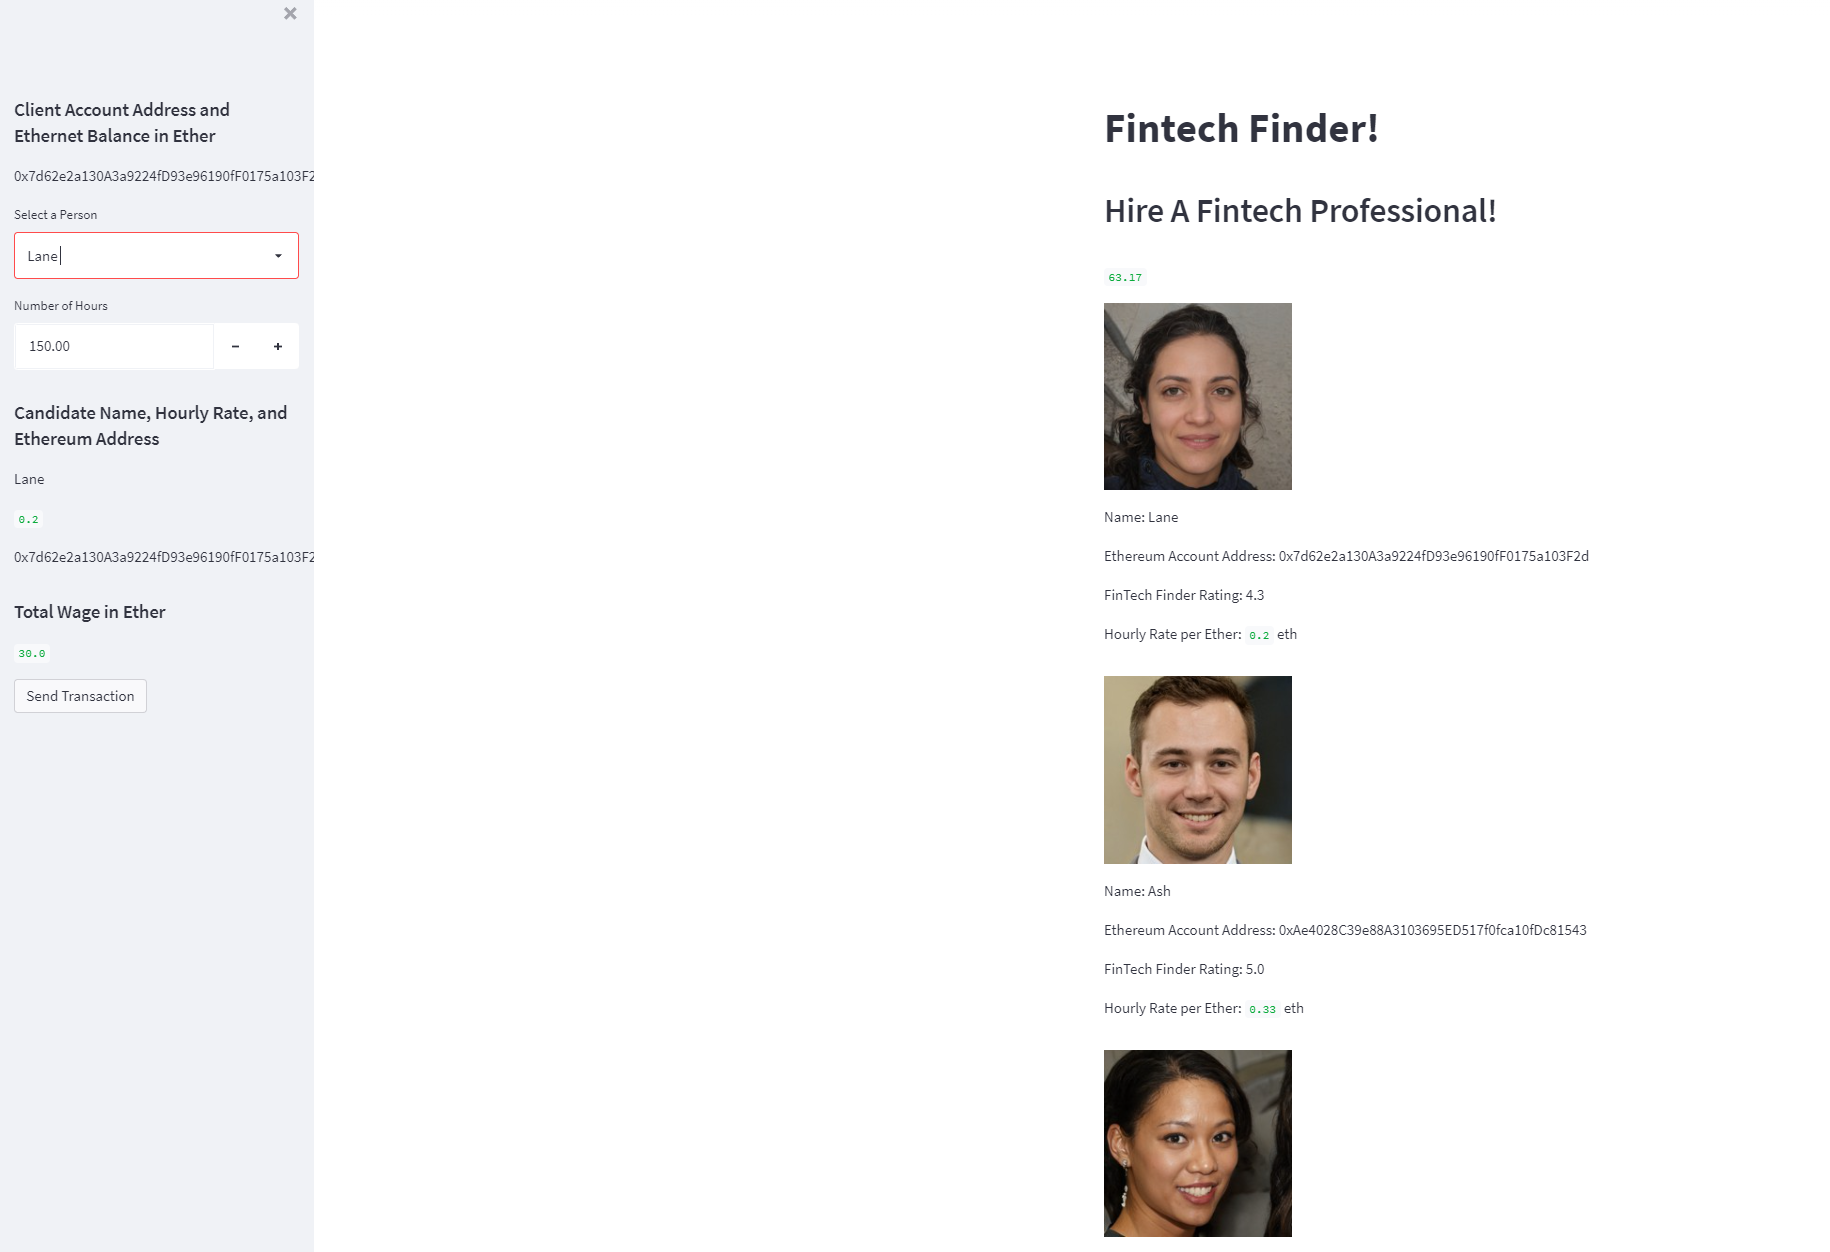 Client Account Address and
Ethernet Balance in Ether
0x7d62e2a130A3a9224fD93e96190fF0175a103F2
Select a Person
Lane
Number of Hours
150.00
Candidate Name, Hourly Rate, and
Ethereum Address
Lane
0.2
0x7d62e2a130A3a9224fD93e96190fF0175a103F2
Total Wage in Ether
30.0
Send Transaction
Fintech Finder!
Hire A Fintech Professional!
63.17
Name: Lane
Ethereum Account Address: 0x7d62e2a130A3a9224fD93e96190fF0175a103F2d
FinTech Finder Rating: 4.3
Hourly Rate per Ether: 0.2 eth
Name: Ash
Ethereum Account Address: 0xAe4028C39e88A3103695ED517f0fca10fDc81543
FinTech Finder Rating: 5.0
Hourly Rate per Ether: 0.33 eth